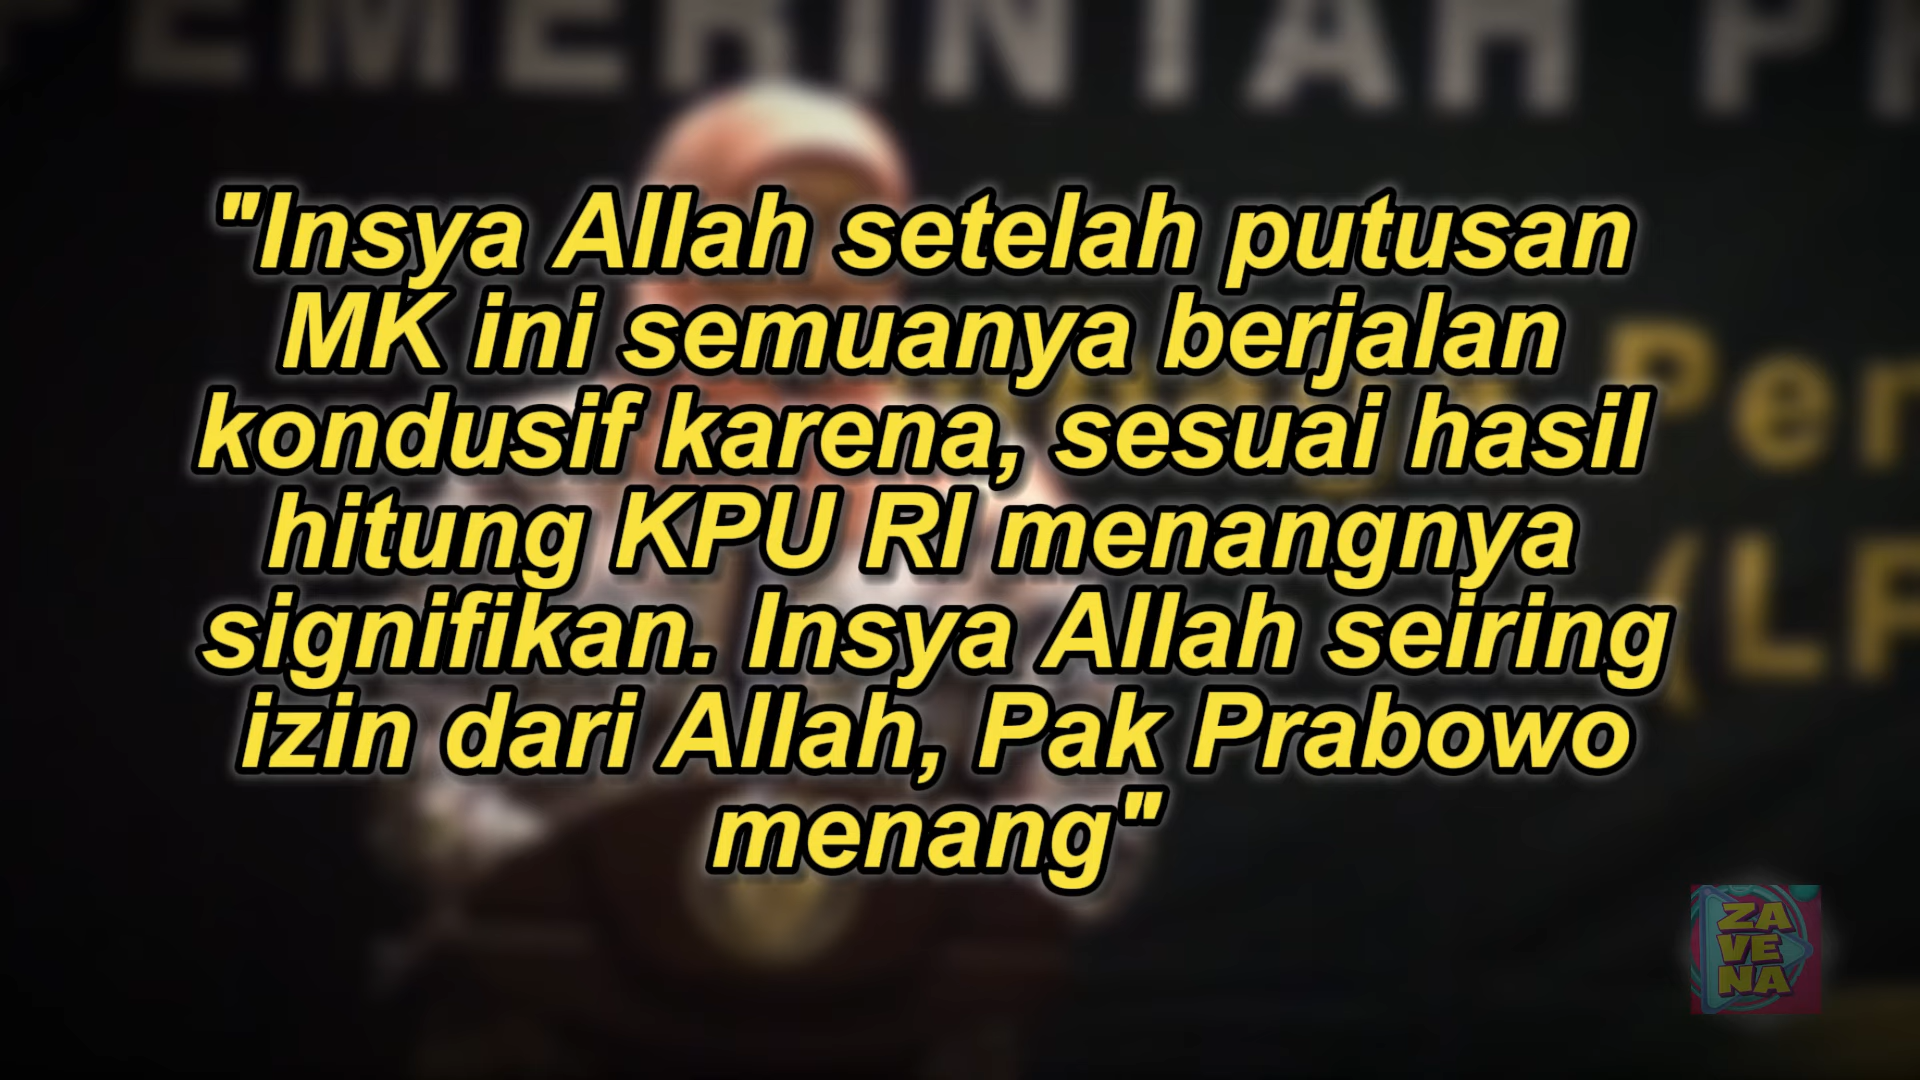 PEMERINTAH
"Insya Allah setelah putusan
MK ini semuanya berjalan
kondusif karena, sesuai hasil
hitung KPU RI menangnya
signifikan. Insya Allah seiring
izin dari Allah, Pak Prabowo
menang"
ZA
VE
NA